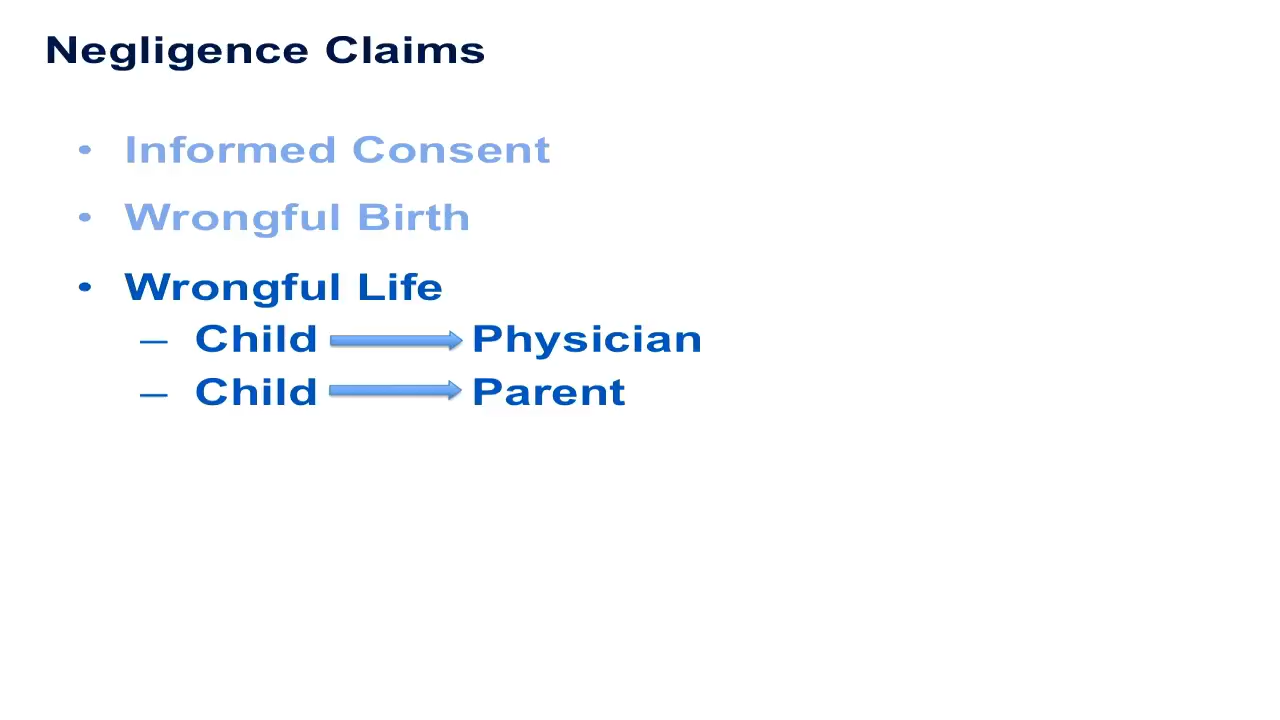 Negligence Claims
• Informed Consent
• Wrongful Birth
• Wrongful Life
– Child Physician
– Child Parent